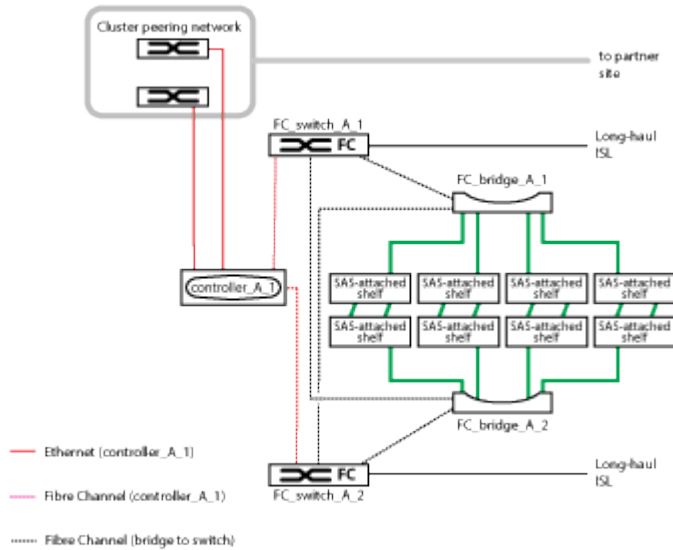 Cluster peering network
to partner
site
FC_switch_A_1
FC
Long-haul
ISL
FC_bridge_A_1
controller_A_1
SAS-attached
shelf
SAS-attached
shelf
SAS-attached
shelf
SAS-attached
shelf
SAS-attached
shelf
SAS-attached
shelf
SAS-attached
shelf
SAS-attached
shelf
FC_bridge_A_2
FC
FC_switch_A_2
Long-haul
ISL
Ethernet (controller_A_1)
Fibre Channel (controller_A_1)
Fibre Channel (bridge to switch)